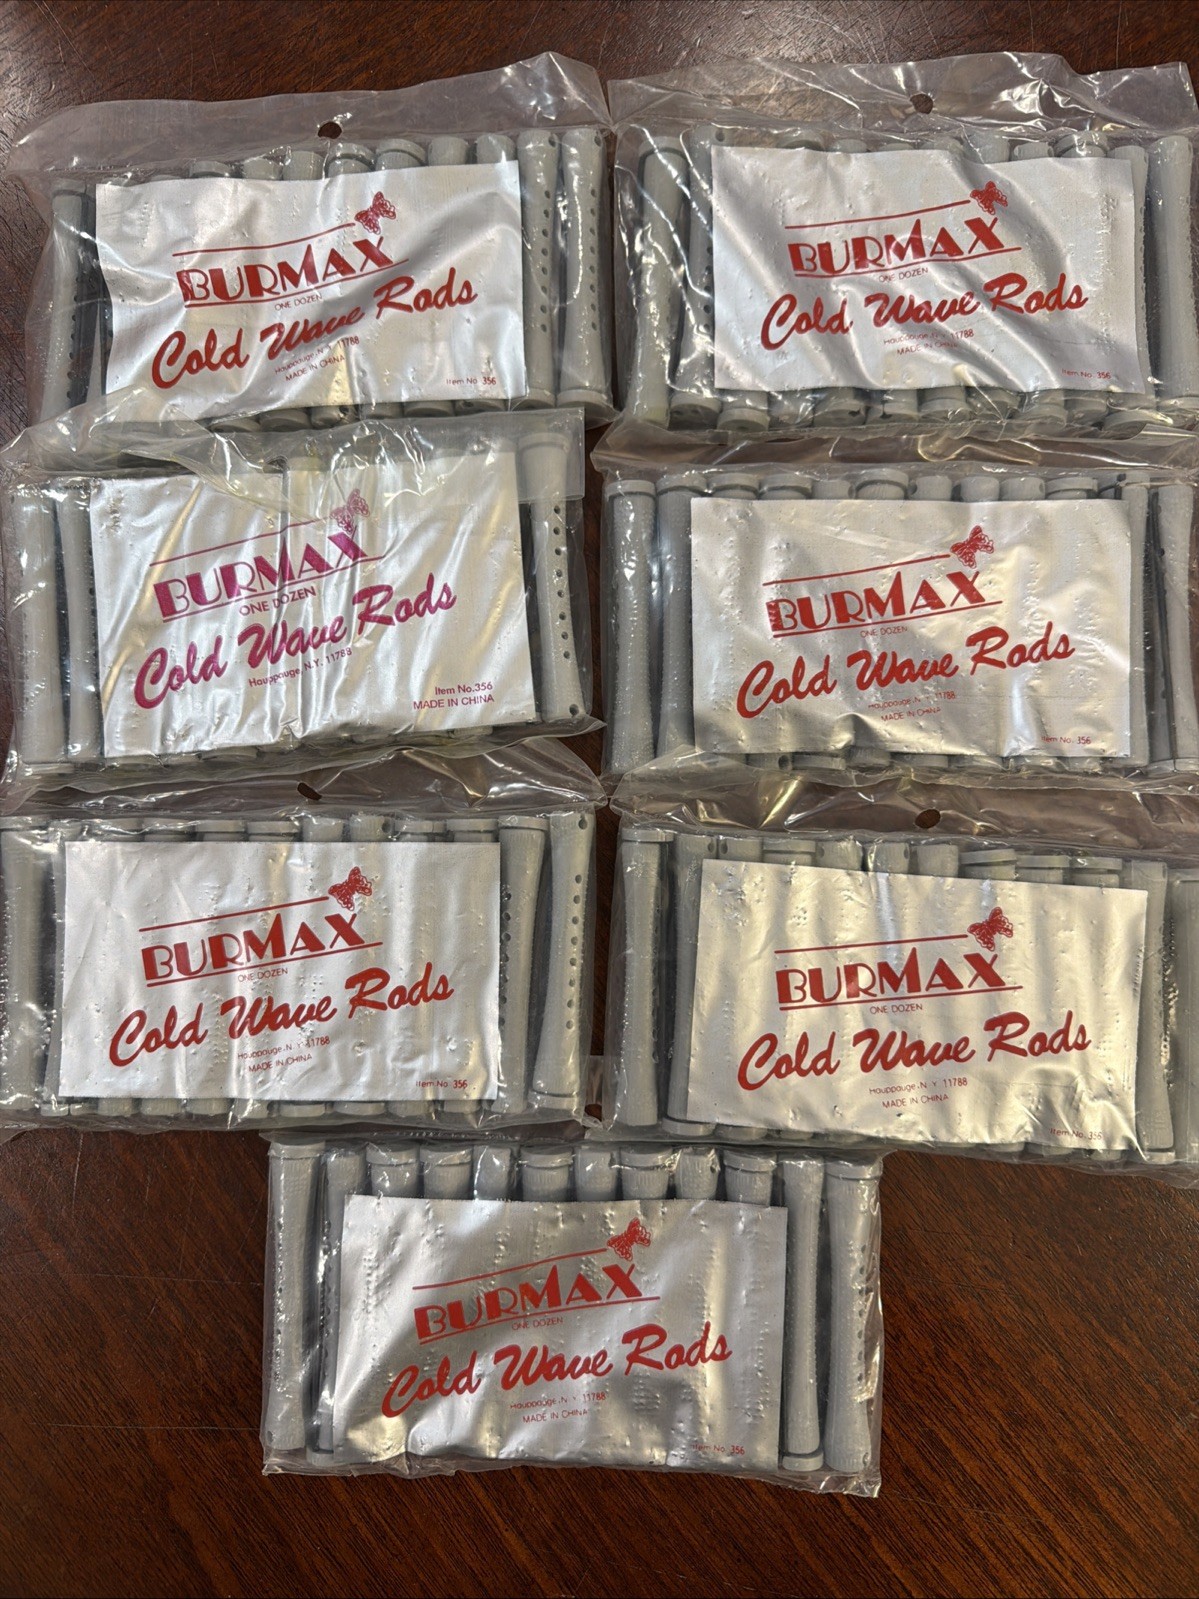 BURMAX
ONE DOZEN
Cold Wave Rods
Hauppauge, N.Y. 11788
MADE IN CHINA
Item No. 356
BURMAX
ONE DOZEN
Cold Wave Rods
Hauppauge, N.Y. 11788
MADE IN CHINA
Item No. 356
BURMAX
ONE DOZEN
Cold Wave Rods
Hauppauge, N.Y. 11788
Item No.356
MADE IN CHINA
BURMAX
ONE DOZEN
Cold Wave Rods
Hauppauge, N.Y. 11788
MADE IN CHINA
Item No. 356
BURMAX
ONE DOZEN
Cold Wave Rods
Hauppauge, N.Y. 11788
MADE IN CHINA
Item No. 356
BURMAX
ONE DOZEN
Cold Wave Rods
Hauppauge, N.Y. 11788
MADE IN CHINA
Item No. 356
BURMAX
ONE DOZEN
Cold Wave Rods
Hauppauge, N.Y. 11788
MADE IN CHINA
Item No. 356